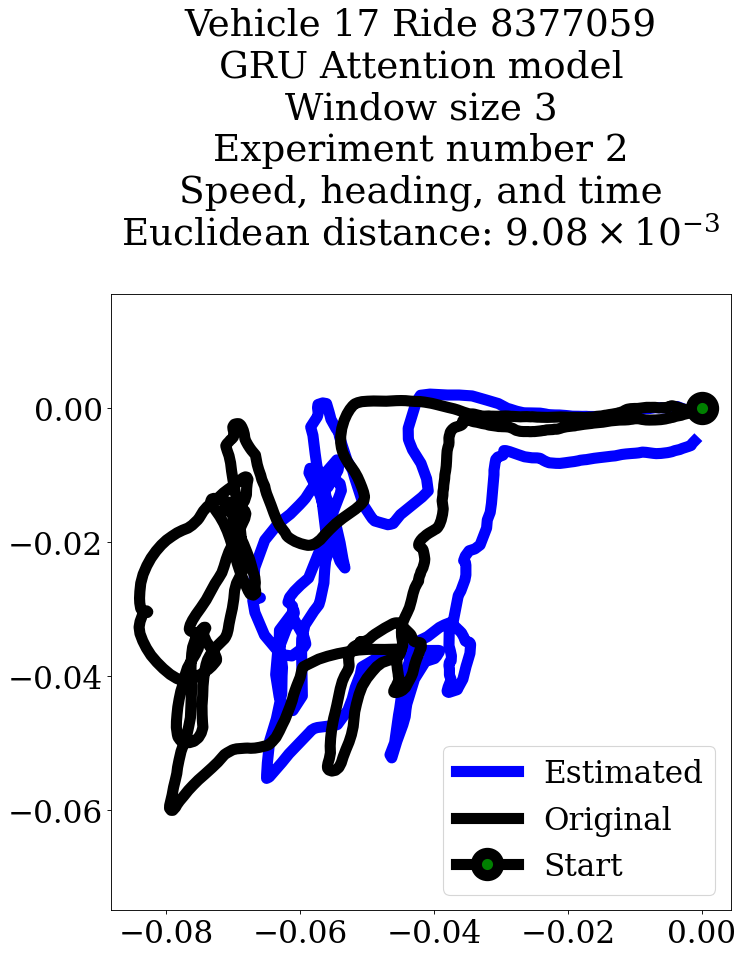 Vehicle 17 Ride 8377059
GRU Attention model
Window size 3
Experiment number 2
Speed, heading, and time
Euclidean distance: 9.08 × 10⁻³
0.00
−0.02
−0.04
−0.06
Estimated
Original
Start
−0.08 −0.06 −0.04 −0.02 0.00